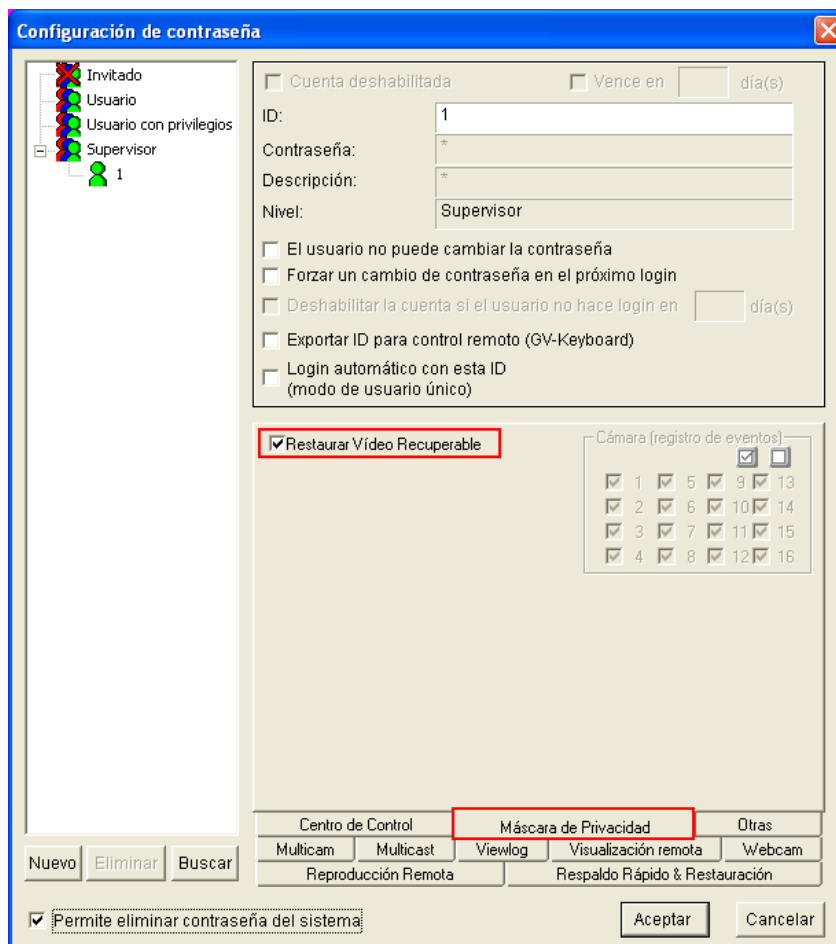 Configuración de contraseña
Invitado
Usuario
Usuario con privilegios
Supervisor
1
Cuenta deshabilitada
Vence en
día(s)
ID:
1
Contraseña:
*
Descripción:
*
Nivel:
Supervisor
El usuario no puede cambiar la contraseña
Forzar un cambio de contraseña en el próximo login
Deshabilitar la cuenta si el usuario no hace login en
día(s)
Exportar ID para control remoto (GV-Keyboard)
Login automático con esta ID
(modo de usuario único)
Restaurar Vídeo Recuperable
Cámara (registro de eventos)
1 5 9 13
2 6 10 14
3 7 11 15
4 8 12 16
Centro de Control
Máscara de Privacidad
Otras
Multicam
Multicast
Viewlog
Visualización remota
Webcam
Reproducción Remota
Respaldo Rápido & Restauración
Nuevo
Eliminar
Buscar
Permite eliminar contraseña del sistema
Aceptar
Cancelar